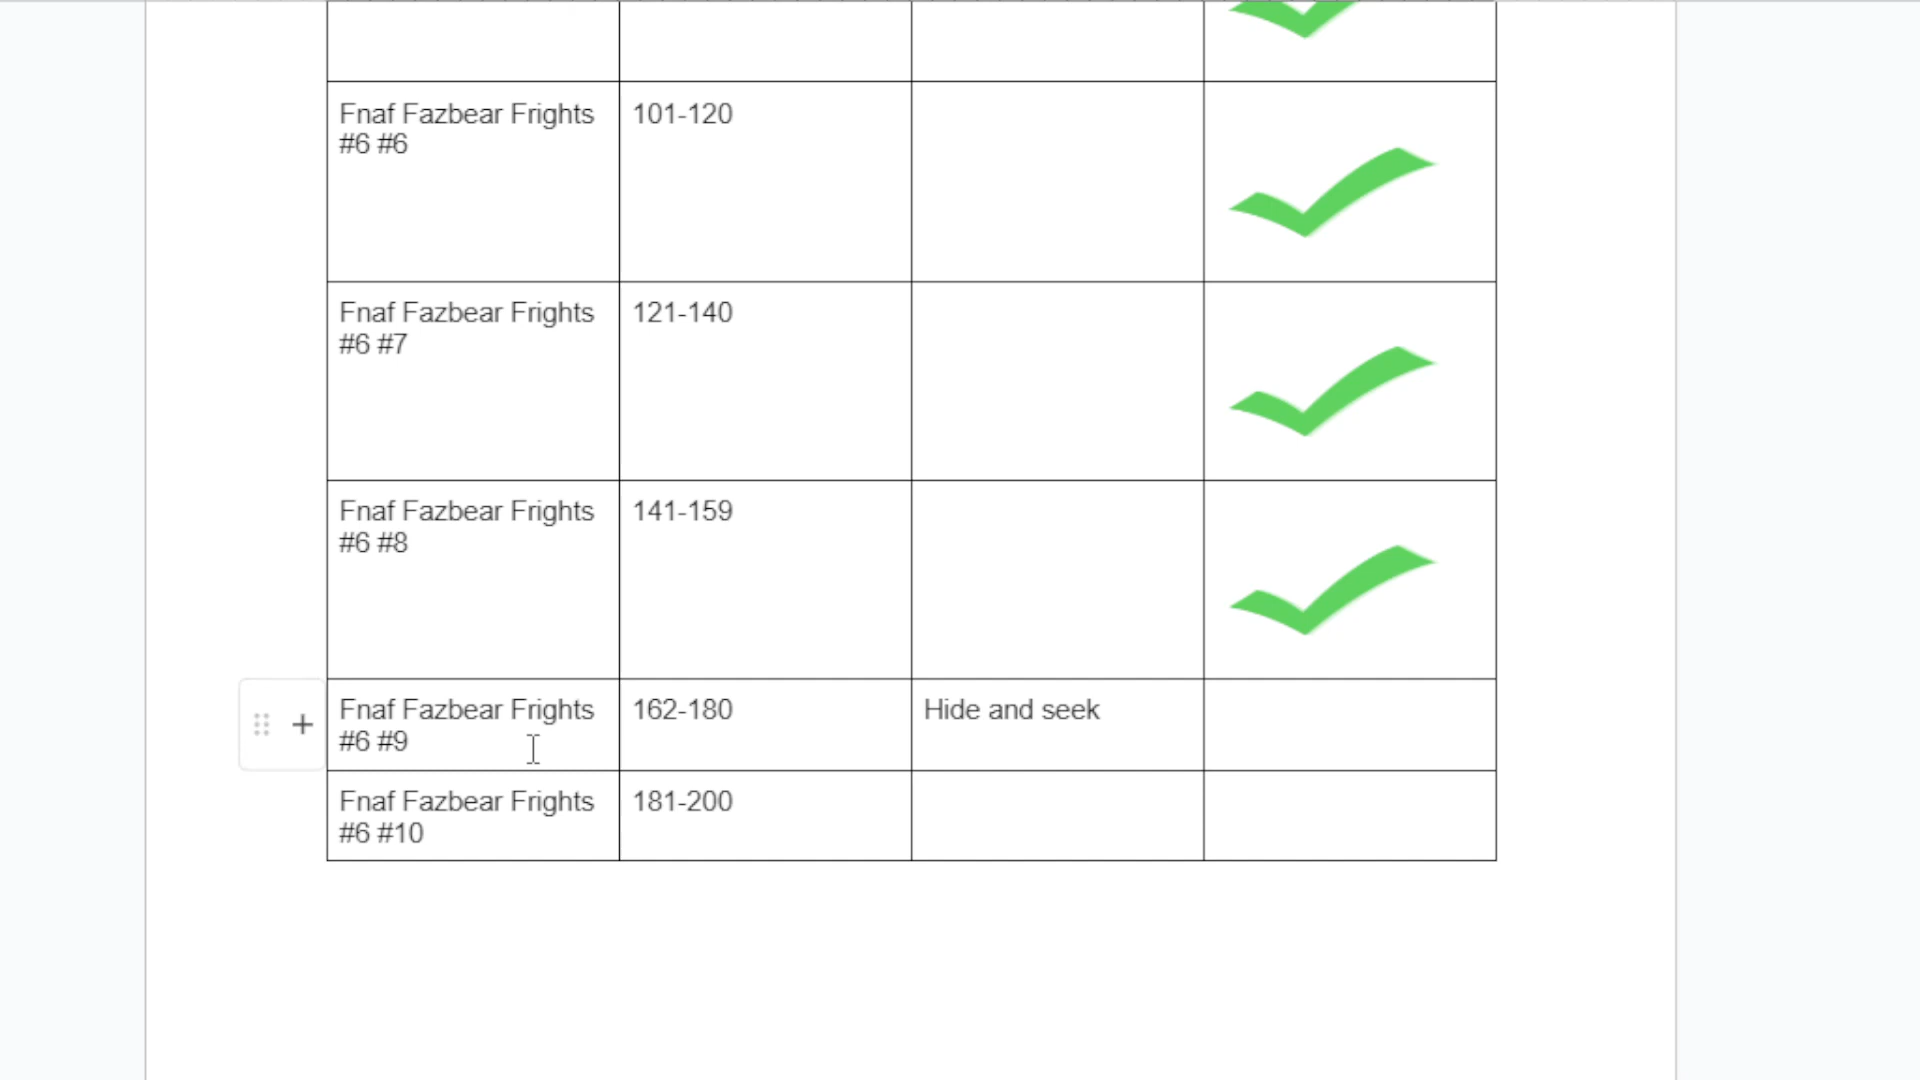 Fnaf Fazbear Frights
#6 #6
101-120
Fnaf Fazbear Frights
#6 #7
121-140
Fnaf Fazbear Frights
#6 #8
141-159
Fnaf Fazbear Frights
#6 #9
162-180
Hide and seek
Fnaf Fazbear Frights
#6 #10
181-200